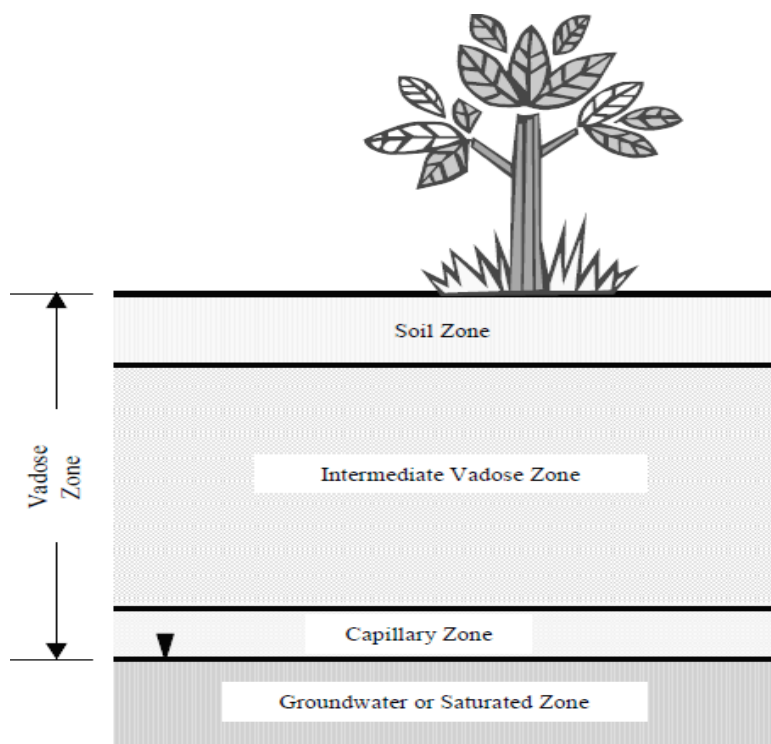 Soil Zone
Vadose
Zone
Intermediate Vadose Zone
Capillary Zone
Groundwater or Saturated Zone